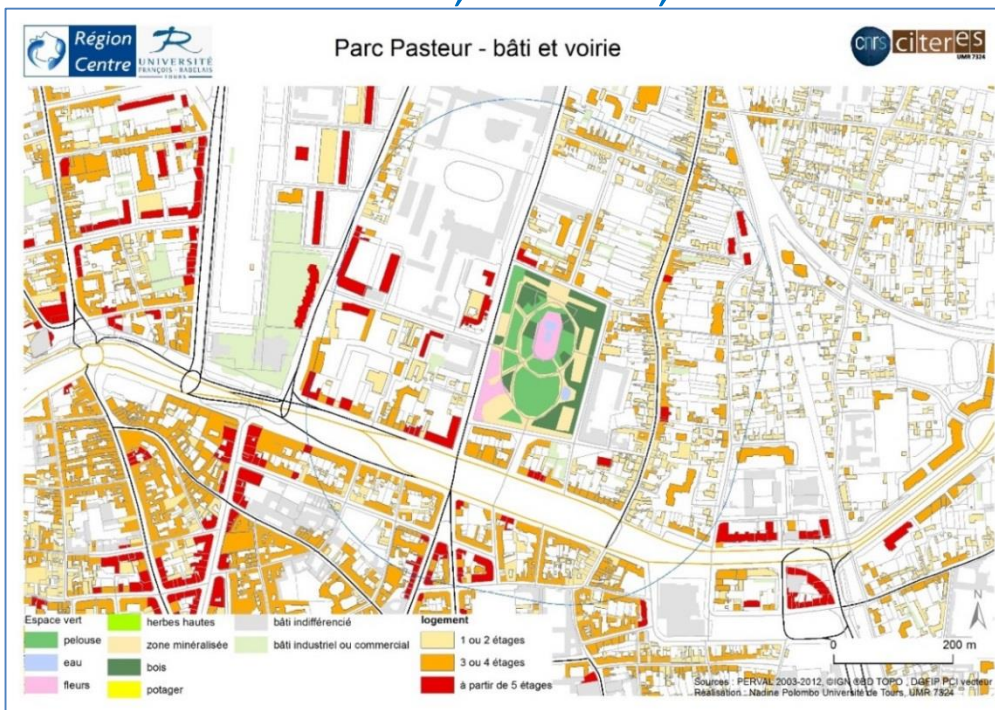 Région
Centre
UNIVERSITÉ
FRANÇOIS - RABELAIS
TOURS
Parc Pasteur - bâti et voirie
cnrs
citeres
UMR 7324
Espace vert
pelouse
eau
fleurs
herbes hautes
zone minéralisée
bois
potager
bâti indifférencié
bâti industriel ou commercial
logement
1 ou 2 étages
3 ou 4 étages
à partir de 5 étages
N
0 200 m
Sources : PERVAL 2003-2012, ©IGN ®BD TOPO , DGFIP PCI vecteur
Réalisation : Nadine Polombo Université de Tours, UMR 7324